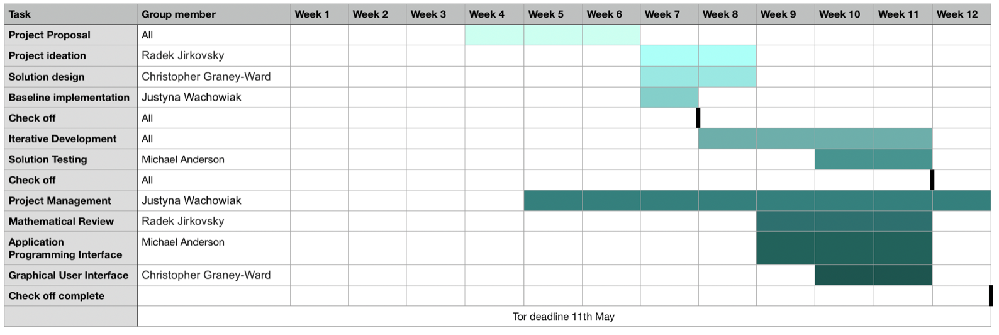 Task Group member Week 1 Week 2 Week 3 Week 4 Week 5 Week 6 Week 7 Week 8 Week 9 Week 10 Week 11 Week 12
Project Proposal All
Project ideation Radek Jirkovsky
Solution design Christopher Graney-Ward
Baseline implementation Justyna Wachowiak
Check off All
Iterative Development All
Solution Testing Michael Anderson
Check off All
Project Management Justyna Wachowiak
Mathematical Review Radek Jirkovsky
Application Michael Anderson
Programming Interface
Graphical User Interface Christopher Graney-Ward
Check off complete
Tor deadline 11th May